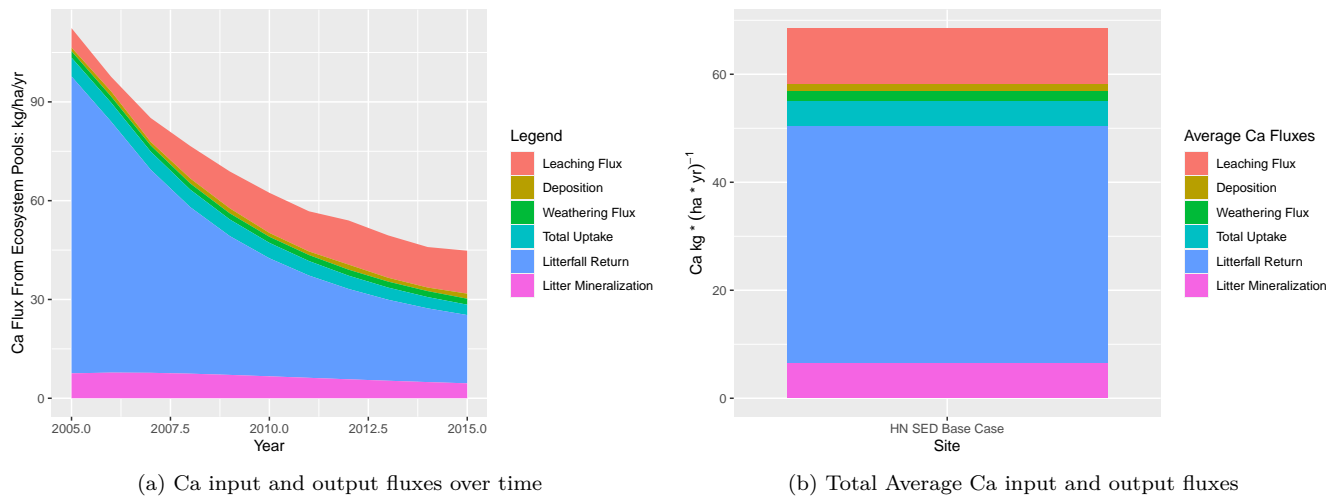 Ca Flux From Ecosystem Pools: kg/ha/yr
90
60
30
0
2005.0 2007.5 2010.0 2012.5 2015.0
Year
Legend
Leaching Flux
Deposition
Weathering Flux
Total Uptake
Litterfall Return
Litter Mineralization
(a) Ca input and output fluxes over time
Ca kg * (ha * yr)⁻¹
60
40
20
0
HN SED Base Case
Site
Average Ca Fluxes
Leaching Flux
Deposition
Weathering Flux
Total Uptake
Litterfall Return
Litter Mineralization
(b) Total Average Ca input and output fluxes